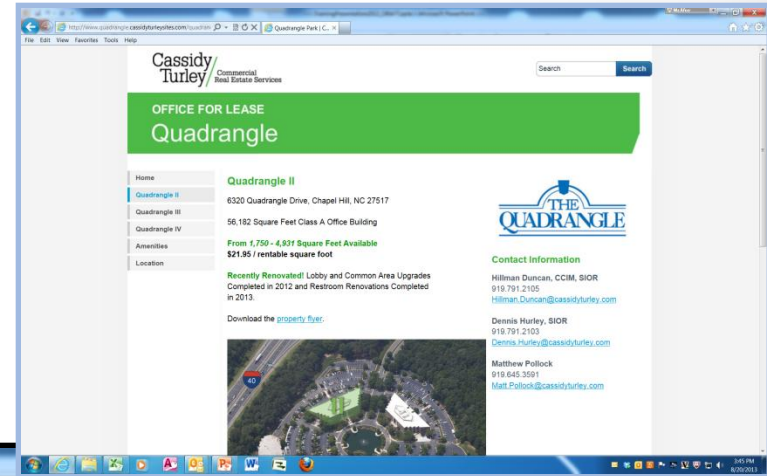 http://www.quadrangle.cassidyturleysites.com/quadran
Quadrangle Park | C...
File Edit View Favorites Tools Help
Cassidy
Turley
Commercial
Real Estate Services
Search
Search
OFFICE FOR LEASE
Quadrangle
Home
Quadrangle II
Quadrangle III
Quadrangle IV
Amenities
Location
Quadrangle II
6320 Quadrangle Drive, Chapel Hill, NC 27517
56,182 Square Feet Class A Office Building
From 1,750 - 4,931 Square Feet Available
$21.95 / rentable square foot
Recently Renovated! Lobby and Common Area Upgrades
Completed in 2012 and Restroom Renovations Completed
in 2013.
Download the property flyer.
40
THE
QUADRANGLE
Contact Information
Hillman Duncan, CCIM, SIOR
919.791.2105
Hillman.Duncan@cassidyturley.com
Dennis Hurley, SIOR
919.791.2103
Dennis.Hurley@cassidyturley.com
Matthew Pollock
919.645.3591
Matt.Pollock@cassidyturley.com
3:45 PM
8/20/2013